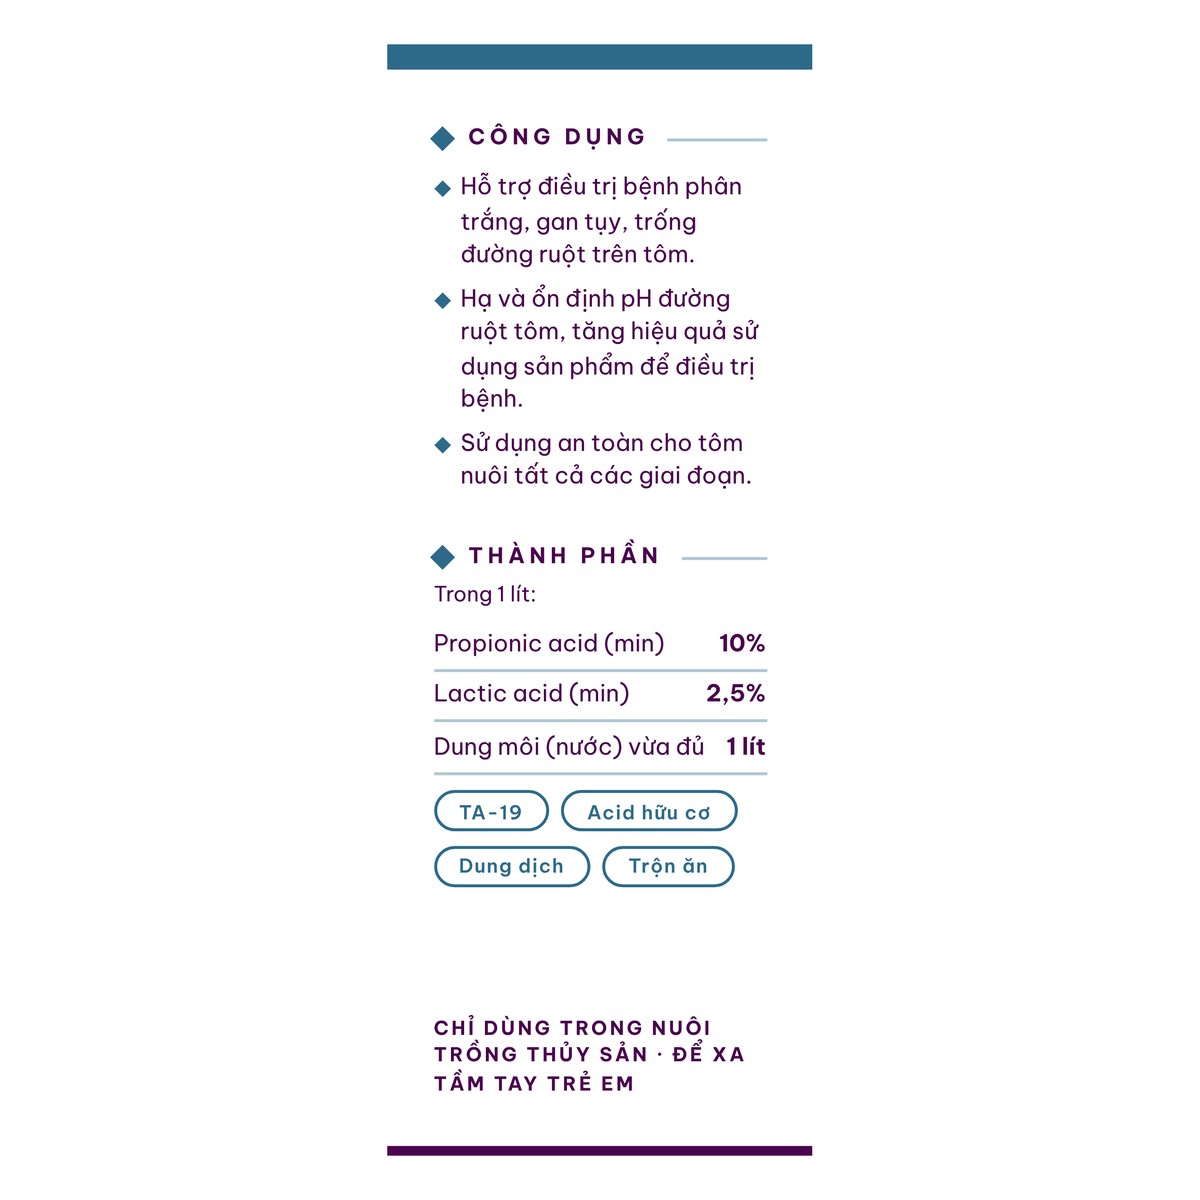 CÔNG DỤNG
Hỗ trợ điều trị bệnh phân
trắng, gan tụy, trống
đường ruột trên tôm.
Hạ và ổn định pH đường
ruột tôm, tăng hiệu quả sử
dụng sản phẩm để điều trị
bệnh.
Sử dụng an toàn cho tôm
nuôi tất cả các giai đoạn.
THÀNH PHẦN
Trong 1 lít:
Propionic acid (min) 10%
Lactic acid (min) 2,5%
Dung môi (nước) vừa đủ 1 lít
TA-19 Acid hữu cơ
Dung dịch Trộn ăn
CHỈ DÙNG TRONG NUÔI
TRỒNG THỦY SẢN · ĐỂ XA
TẦM TAY TRẺ EM